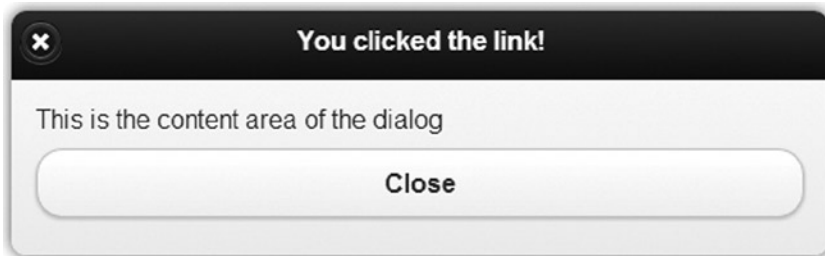 You clicked the link!
This is the content area of the dialog
Close